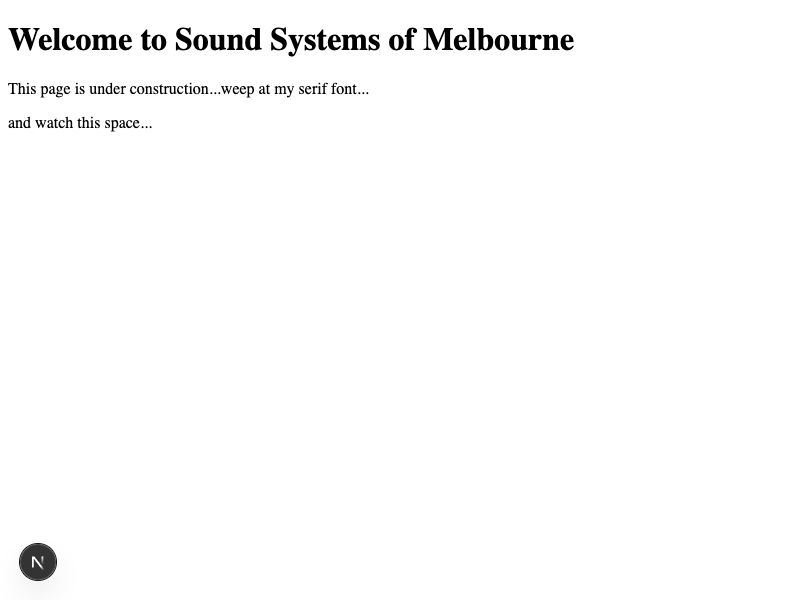 Welcome to Sound Systems of Melbourne
This page is under construction...weep at my serif font...
and watch this space...
N